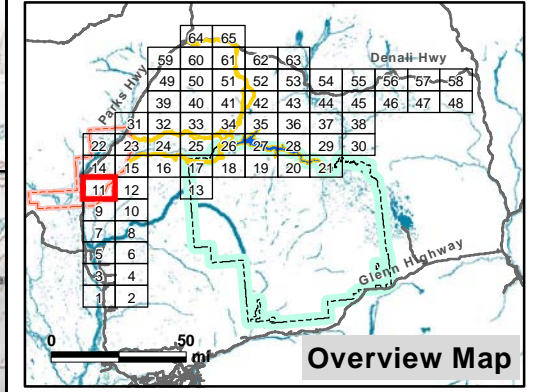 64 65
59 60 61 62 63
Denali Hwy
Parks Hwy
49 50 51 52 53 54 55 56 57 58
39 40 41 42 43 44 45 46 47 48
31 32 33 34 35 36 37 38
22 23 24 25 26 27 28 29 30
14 15 16 17 18 19 20 21
11 12 13
9 10
7 8
5 6
3 4
1 2
Glenn Highway
0 50
mi
Overview Map